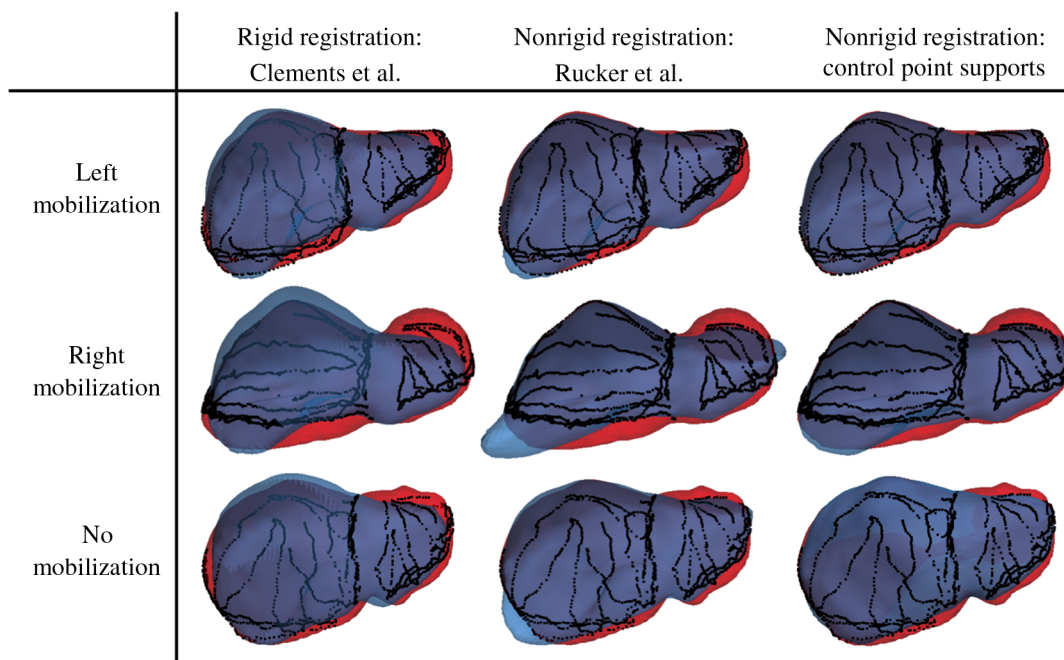 Rigid registration:
Clements et al.
Nonrigid registration:
Rucker et al.
Nonrigid registration:
control point supports
Left
mobilization
Right
mobilization
No
mobilization